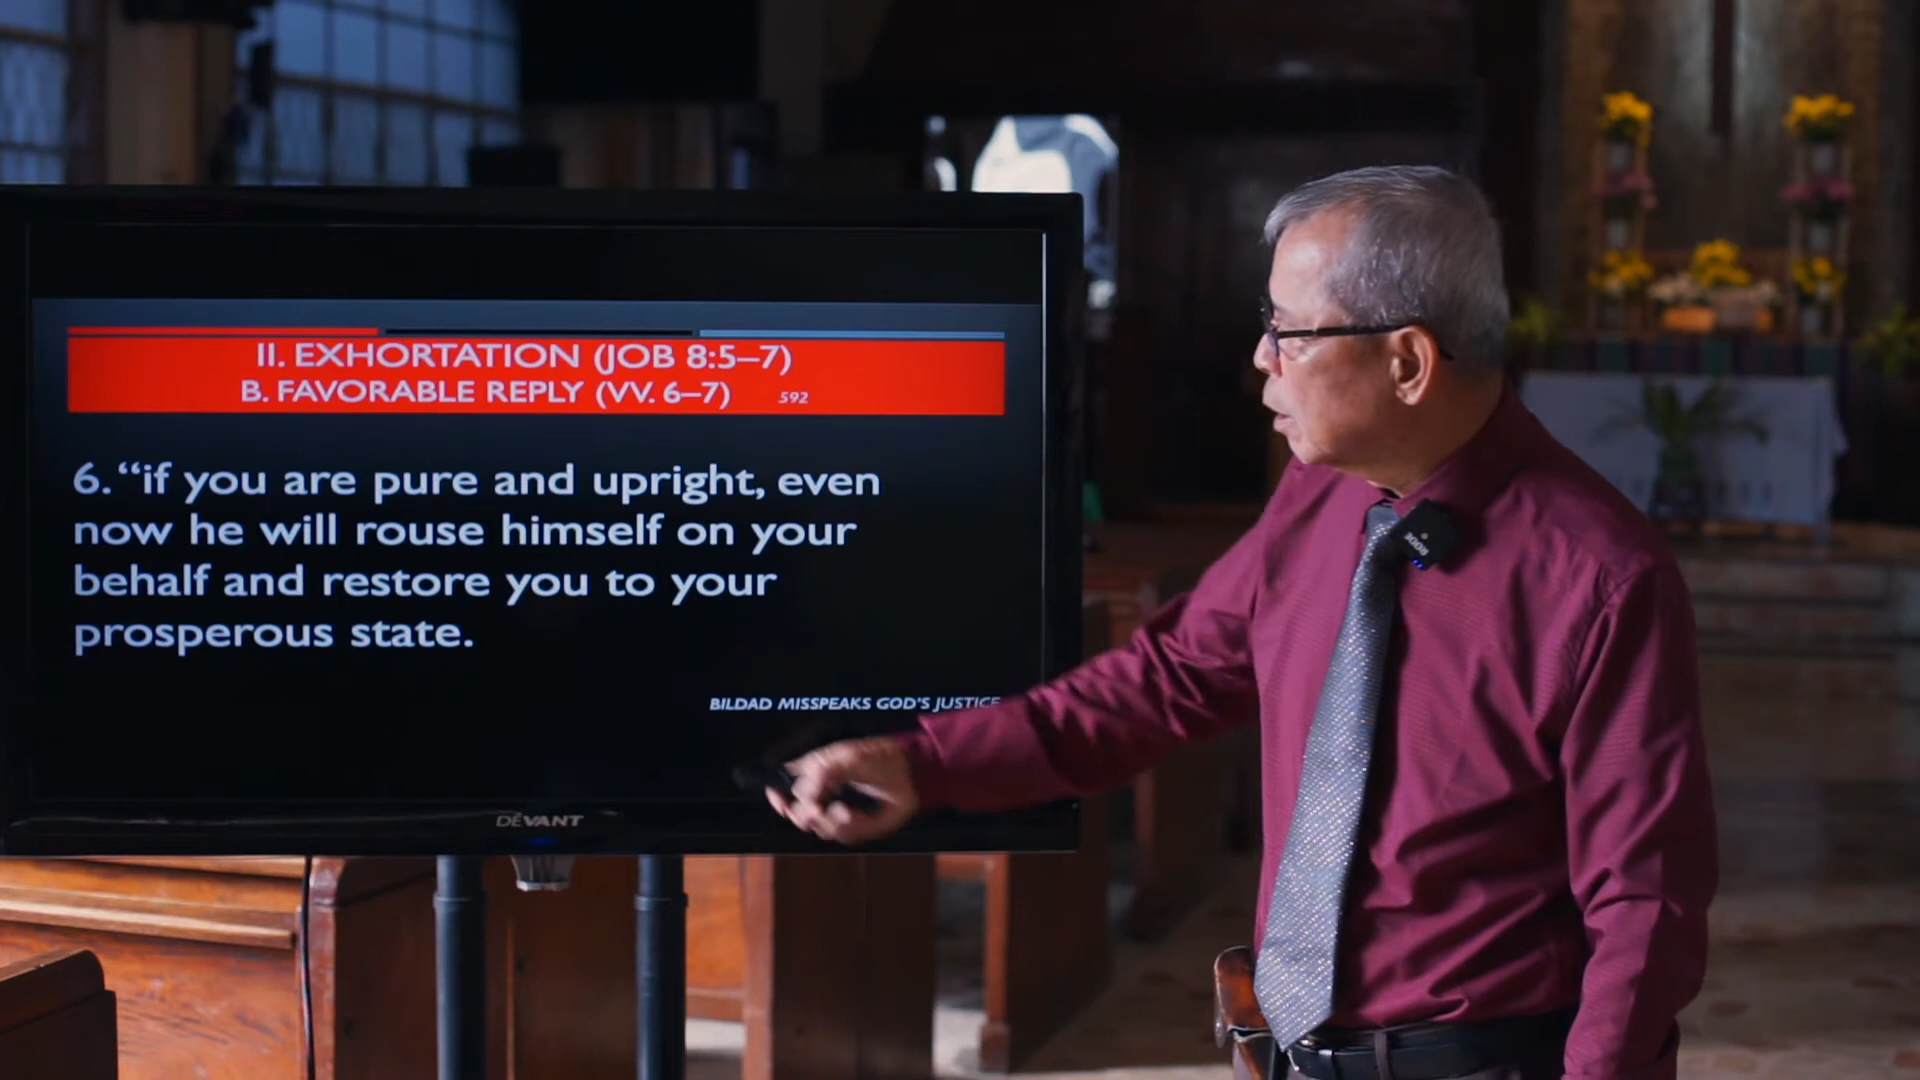 II. EXHORTATION (JOB 8:5–7)
B. FAVORABLE REPLY (VV. 6–7) 592
6. “if you are pure and upright, even
now he will rouse himself on your
behalf and restore you to your
prosperous state.
BILDAD MISSPEAKS GOD'S JUSTICE
DEVANT
RODE